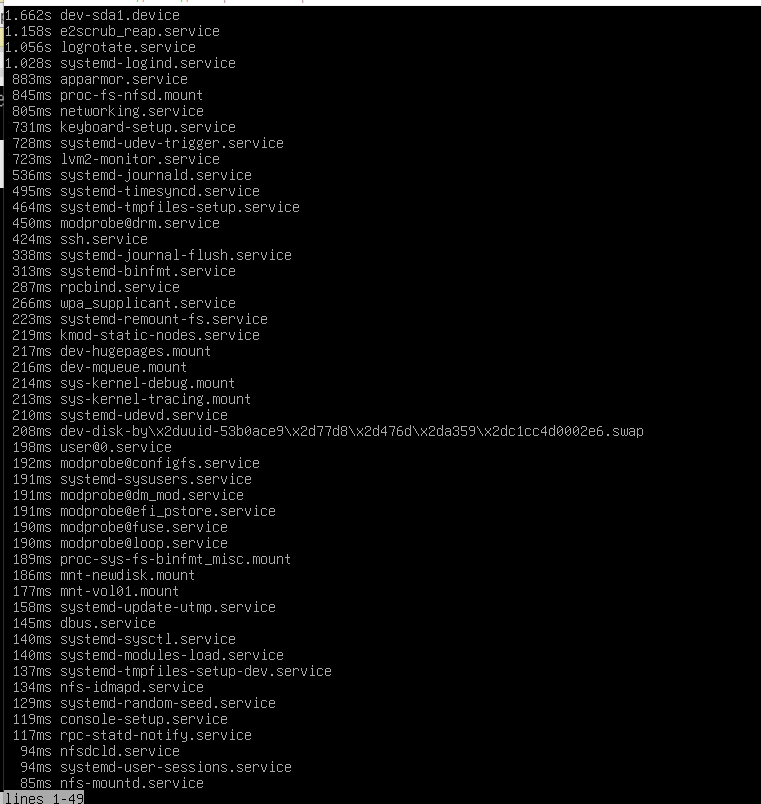 1.662s dev-sda1.device
1.158s e2scrub_reap.service
1.056s logrotate.service
1.028s systemd-logind.service
883ms apparmor.service
845ms proc-fs-nfsd.mount
805ms networking.service
731ms keyboard-setup.service
728ms systemd-udev-trigger.service
723ms lvm2-monitor.service
536ms systemd-journald.service
495ms systemd-timesyncd.service
464ms systemd-tmpfiles-setup.service
450ms modprobe@drm.service
424ms ssh.service
338ms systemd-journal-flush.service
313ms systemd-binfmt.service
287ms rpcbind.service
266ms wpa_supplicant.service
223ms systemd-remount-fs.service
219ms kmod-static-nodes.service
217ms dev-hugepages.mount
216ms dev-mqueue.mount
214ms sys-kernel-debug.mount
213ms sys-kernel-tracing.mount
210ms systemd-udevd.service
208ms dev-disk-by\x2duuid-53b0ace9\x2d77d8\x2d476d\x2da359\x2dc1cc4d0002e6.swap
198ms user@0.service
192ms modprobe@configfs.service
191ms systemd-sysusers.service
191ms modprobe@dm_mod.service
191ms modprobe@efi_pstore.service
190ms modprobe@fuse.service
190ms modprobe@loop.service
189ms proc-sys-fs-binfmt_misc.mount
186ms mnt-newdisk.mount
177ms mnt-vol01.mount
158ms systemd-update-utmp.service
145ms dbus.service
140ms systemd-sysctl.service
140ms systemd-modules-load.service
137ms systemd-tmpfiles-setup-dev.service
134ms nfs-idmapd.service
129ms systemd-random-seed.service
119ms console-setup.service
117ms rpc-statd-notify.service
94ms nfsdcld.service
94ms systemd-user-sessions.service
85ms nfs-mountd.service
lines 1-49